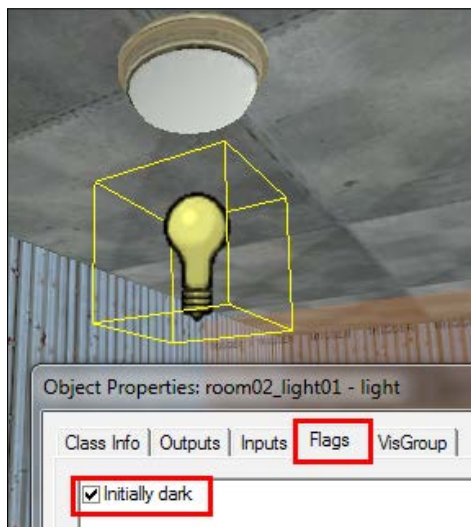 Object Properties: room02_light01 - light
Class Info Outputs Inputs Flags VisGroup
Initially dark